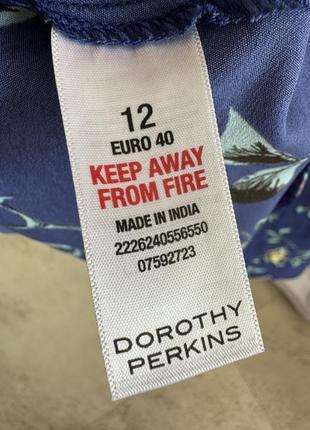 12
EURO 40
KEEP AWAY
FROM FIRE
MADE IN INDIA
2226240556550
07592723
DOROTHY
PERKINS